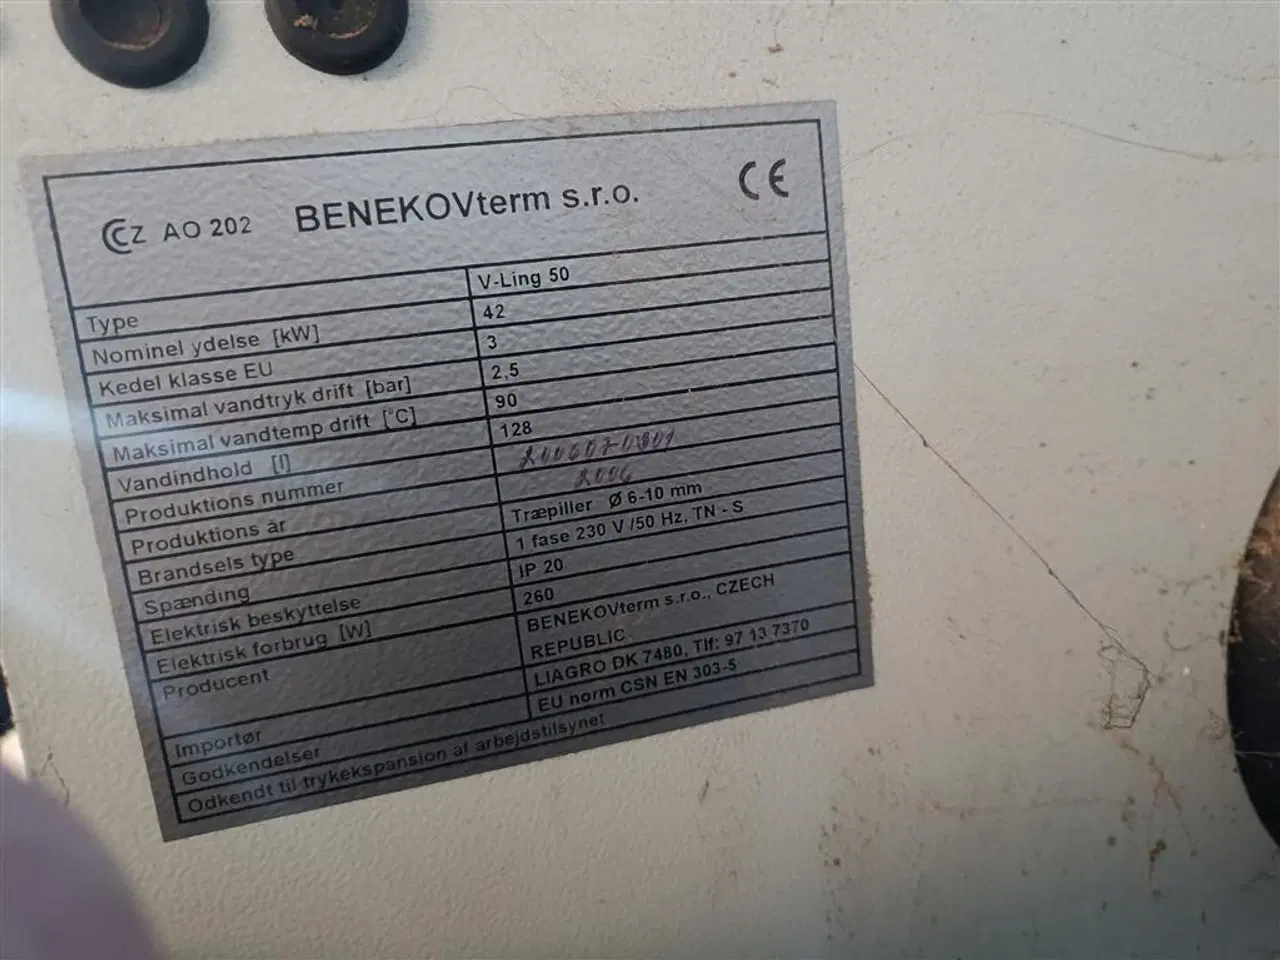 CZ AO 202 BENEKOVterm s.r.o. CE
Type V-Ling 50
Nominel ydelse [kW] 42
Kedel klasse EU 3
Maksimal vandtryk drift [bar] 2,5
Maksimal vandtemp drift [°C] 90
Vandindhold [l] 128
Produktions nummer
Produktions år 2006
Brandsels type Træpiller Ø 6-10 mm
Spænding 1 fase 230 V /50 Hz, TN - S
Elektrisk beskyttelse IP 20
Elektrisk forbrug [W] 260
Producent BENEKOVterm s.r.o., CZECH
REPUBLIC
Importør LIAGRO DK 7480, Tlf: 97 13 7370
Godkendelser EU norm CSN EN 303-5
Odkendt til trykekspansion af arbejdstilsynet